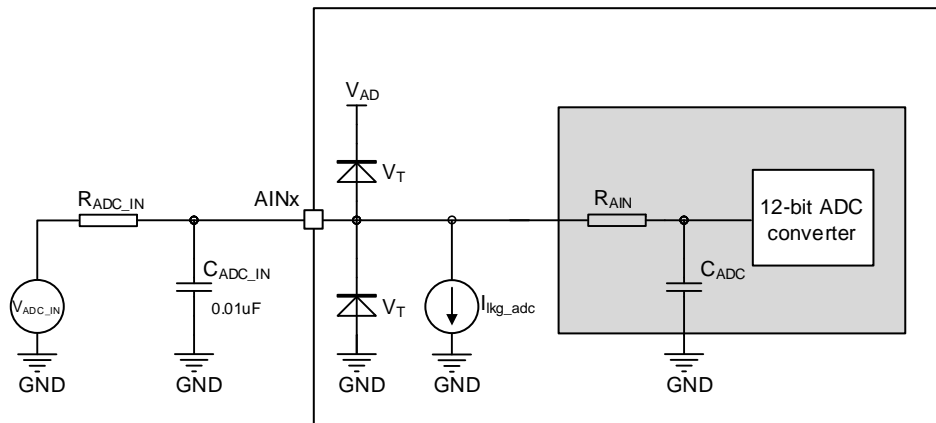 V_AD
V_T
R_ADC_IN
AINx
R_AIN
12-bit ADC
converter
C_ADC_IN
0.01uF
C_ADC
V_ADC_IN
V_T
I_lkg_adc
GND
GND
GND
GND
GND